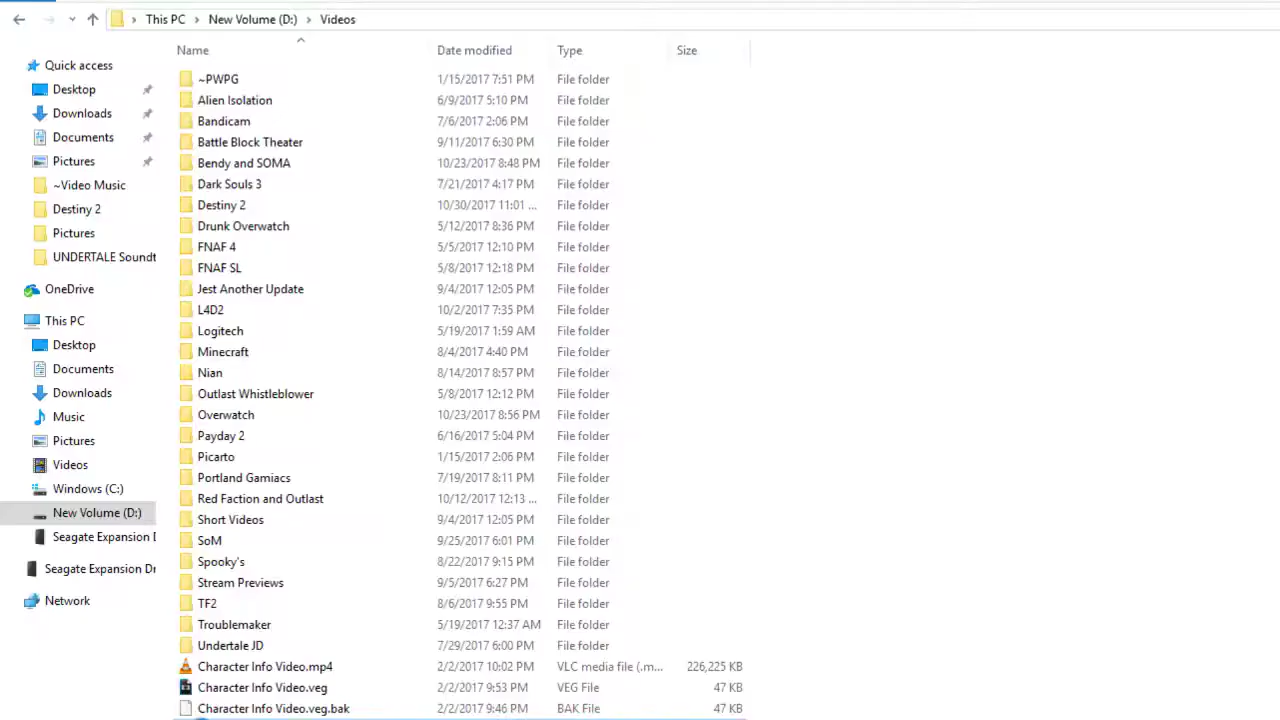 This PC > New Volume (D:) > Videos
Quick access
Desktop
Downloads
Documents
Pictures
~Video Music
Destiny 2
Pictures
UNDERTALE Soundt
OneDrive
This PC
Desktop
Documents
Downloads
Music
Pictures
Videos
Windows (C:)
New Volume (D:)
Seagate Expansion D
Seagate Expansion Dr
Network
Name Date modified Type Size
~PWPG 1/15/2017 7:51 PM File folder
Alien Isolation 6/9/2017 5:10 PM File folder
Bandicam 7/6/2017 2:06 PM File folder
Battle Block Theater 9/11/2017 6:30 PM File folder
Bendy and SOMA 10/23/2017 8:48 PM File folder
Dark Souls 3 7/21/2017 4:17 PM File folder
Destiny 2 10/30/2017 11:01 ... File folder
Drunk Overwatch 5/12/2017 8:36 PM File folder
FNAF 4 5/5/2017 12:10 PM File folder
FNAF SL 5/8/2017 12:18 PM File folder
Jest Another Update 9/4/2017 12:05 PM File folder
L4D2 10/2/2017 7:35 PM File folder
Logitech 5/19/2017 1:59 AM File folder
Minecraft 8/4/2017 4:40 PM File folder
Nian 8/14/2017 8:57 PM File folder
Outlast Whistleblower 5/8/2017 12:12 PM File folder
Overwatch 10/23/2017 8:56 PM File folder
Payday 2 6/16/2017 5:04 PM File folder
Picarto 1/15/2017 2:06 PM File folder
Portland Gamiacs 7/19/2017 8:11 PM File folder
Red Faction and Outlast 10/12/2017 12:13 ... File folder
Short Videos 9/4/2017 12:05 PM File folder
SoM 9/25/2017 6:01 PM File folder
Spooky's 8/22/2017 9:15 PM File folder
Stream Previews 9/5/2017 6:27 PM File folder
TF2 8/6/2017 9:55 PM File folder
Troublemaker 5/19/2017 12:37 AM File folder
Undertale JD 7/29/2017 6:00 PM File folder
Character Info Video.mp4 2/2/2017 10:02 PM VLC media file (.m... 226,225 KB
Character Info Video.veg 2/2/2017 9:53 PM VEG File 47 KB
Character Info Video.veg.bak 2/2/2017 9:46 PM BAK File 47 KB